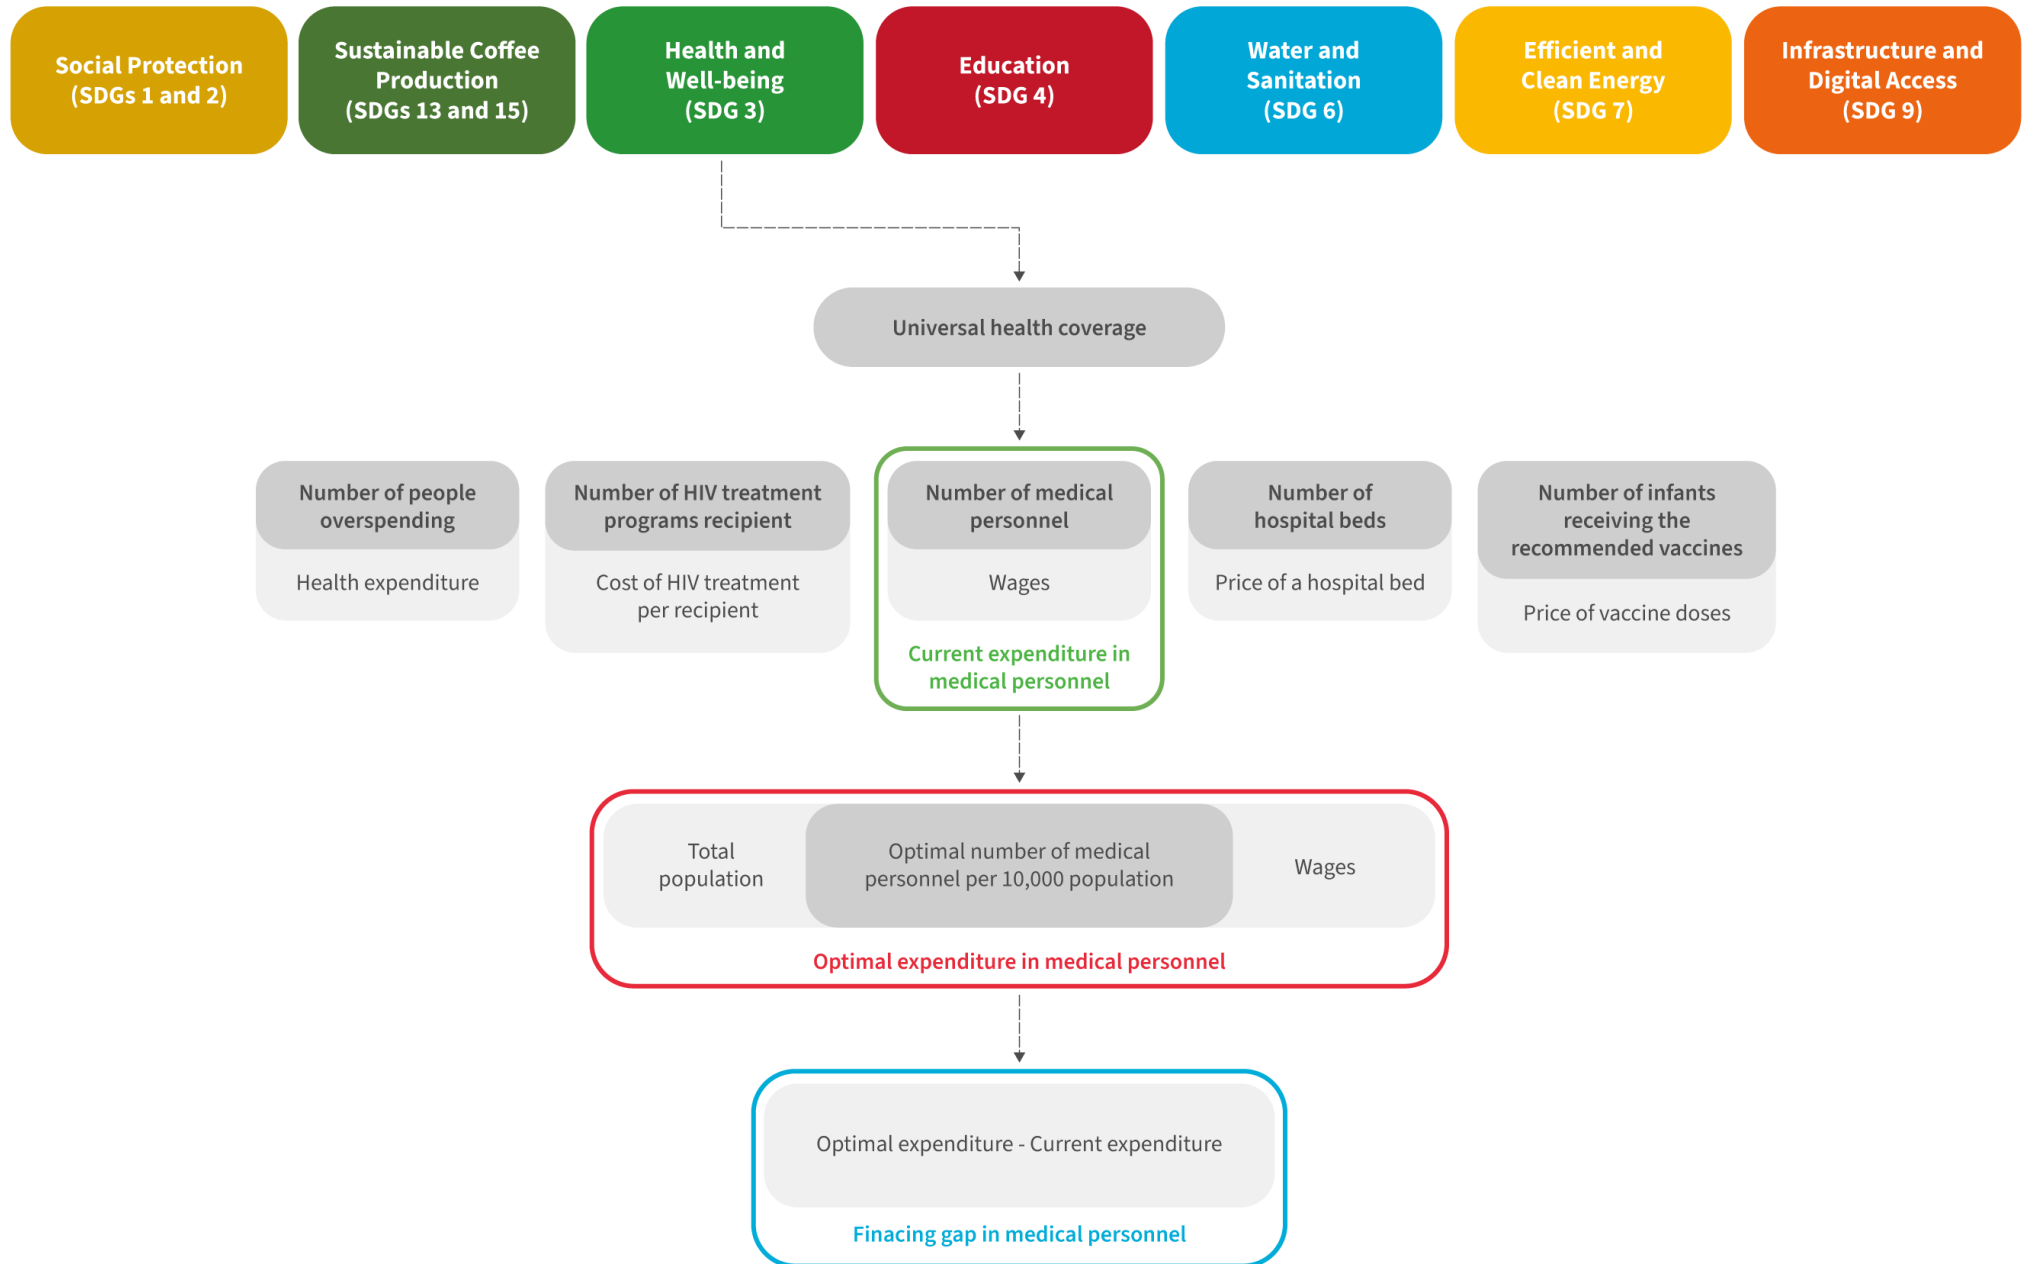 Social Protection
(SDGs 1 and 2)
Sustainable Coffee
Production
(SDGs 13 and 15)
Health and
Well-being
(SDG 3)
Education
(SDG 4)
Water and
Sanitation
(SDG 6)
Efficient and
Clean Energy
(SDG 7)
Infrastructure and
Digital Access
(SDG 9)
Universal health coverage
Number of people
overspending
Health expenditure
Number of HIV treatment
programs recipient
Cost of HIV treatment
per recipient
Number of medical
personnel
Wages
Current expenditure in
medical personnel
Number of
hospital beds
Price of a hospital bed
Number of infants
receiving the
recommended vaccines
Price of vaccine doses
Total
population
Optimal number of medical
personnel per 10,000 population
Wages
Optimal expenditure in medical personnel
Optimal expenditure - Current expenditure
Finacing gap in medical personnel